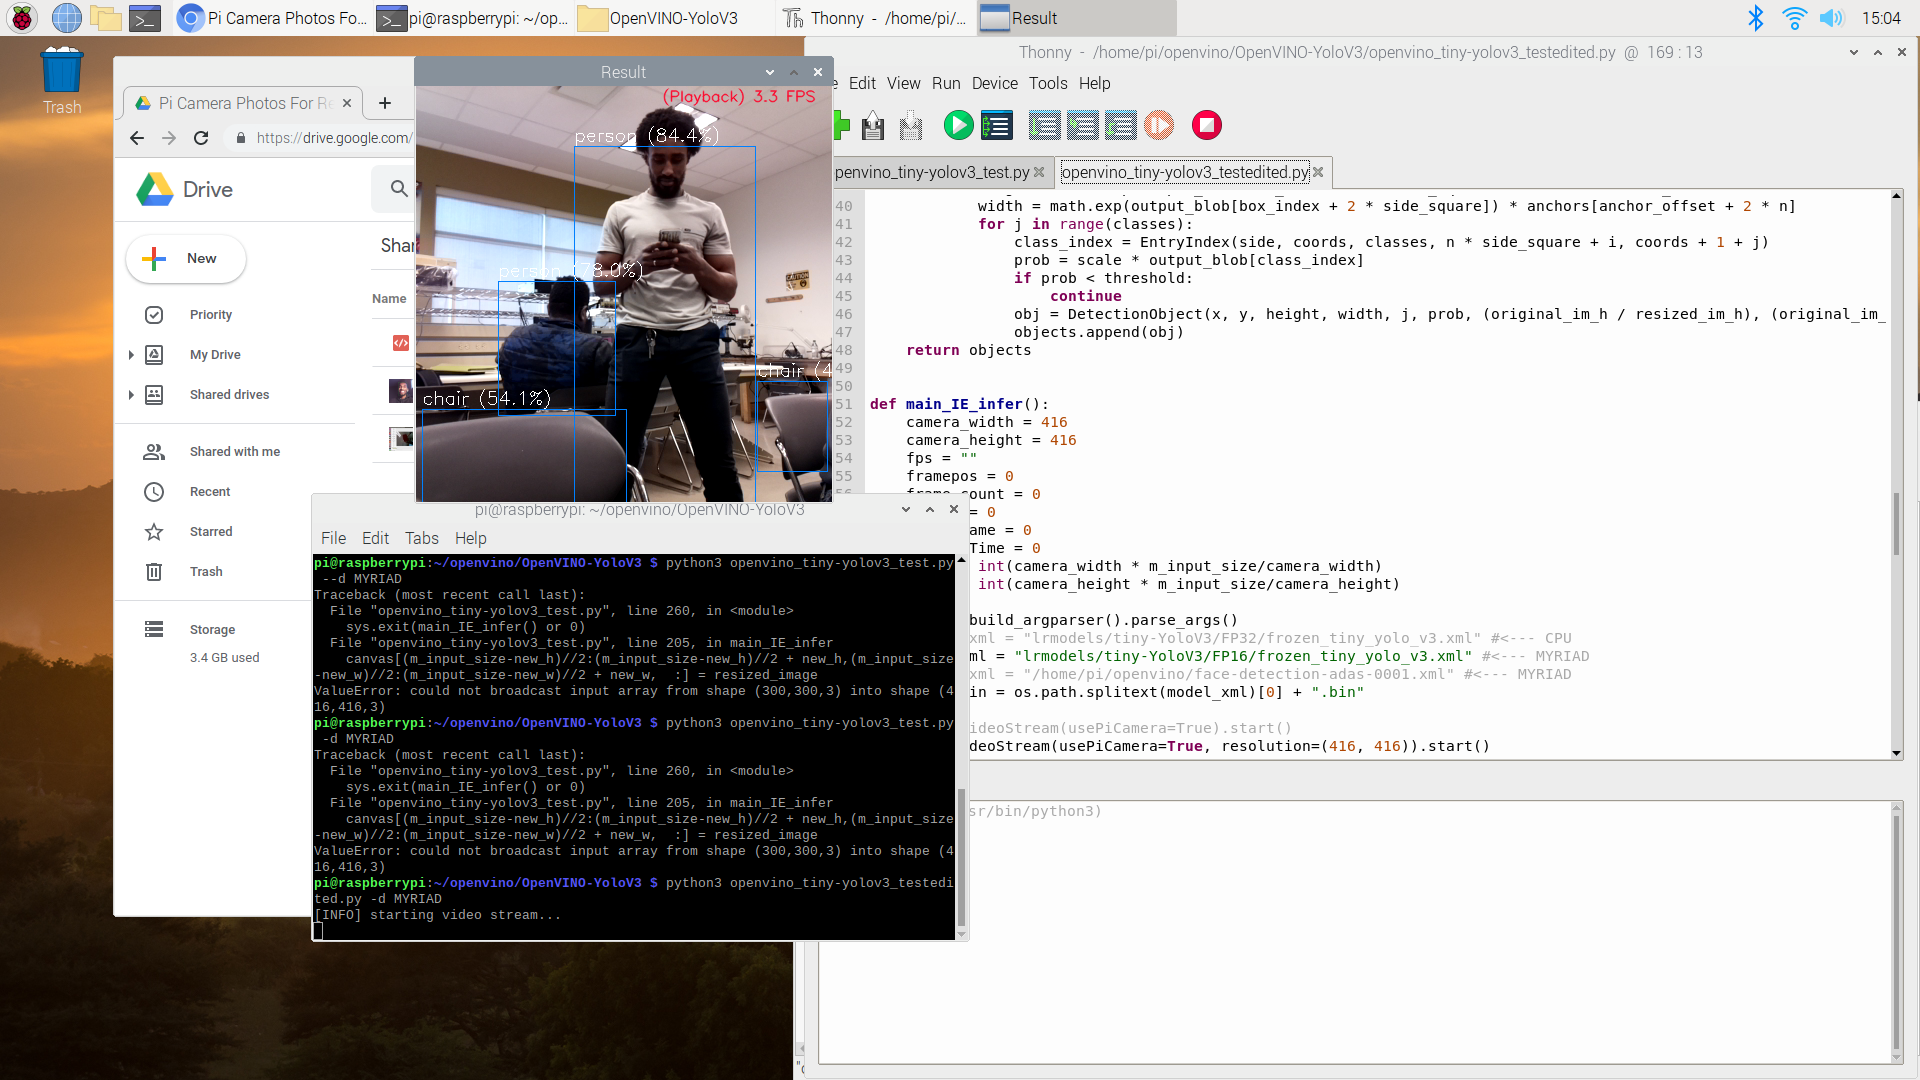 Pi Camera Photos Fo...
pi@raspberrypi: ~/op...
OpenVINO-YoloV3
Thonny - /home/pi/...
Result
15:04
Trash
Pi Camera Photos For Re
https://drive.google.com/
Drive
New
Priority
My Drive
Shared drives
Shared with me
Recent
Starred
Trash
Storage
3.4 GB used
Shar
Name
Result
(Playback) 3.3 FPS
person (84.4%)
person (78.0%)
CAUTION
chair (4
chair (54.1%)
Thonny - /home/pi/openvino/OpenVINO-YoloV3/openvino_tiny-yolov3_testedited.py @ 169 : 13
Edit View Run Device Tools Help
penvino_tiny-yolov3_test.py
openvino_tiny-yolov3_testedited.py
40 width = math.exp(output_blob[box_index + 2 * side_square]) * anchors[anchor_offset + 2 * n]
41 for j in range(classes):
42 class_index = EntryIndex(side, coords, classes, n * side_square + i, coords + 1 + j)
43 prob = scale * output_blob[class_index]
44 if prob < threshold:
45 continue
46 obj = DetectionObject(x, y, height, width, j, prob, (original_im_h / resized_im_h), (original_im_
47 objects.append(obj)
48 return objects
49
50
51 def main_IE_infer():
52 camera_width = 416
53 camera_height = 416
54 fps = ""
55 framepos = 0
56 frame_count = 0
= 0
ame = 0
Time = 0
int(camera_width * m_input_size/camera_width)
int(camera_height * m_input_size/camera_height)
build_argparser().parse_args()
xml = "lrmodels/tiny-YoloV3/FP32/frozen_tiny_yolo_v3.xml" #<--- CPU
ml = "lrmodels/tiny-YoloV3/FP16/frozen_tiny_yolo_v3.xml" #<--- MYRIAD
xml = "/home/pi/openvino/face-detection-adas-0001.xml" #<--- MYRIAD
in = os.path.splitext(model_xml)[0] + ".bin"
ideoStream(usePiCamera=True).start()
deoStream(usePiCamera=True, resolution=(416, 416)).start()
sr/bin/python3)
pi@raspberrypi: ~/openvino/OpenVINO-YoloV3
File Edit Tabs Help
pi@raspberrypi:~/openvino/OpenVINO-YoloV3 $ python3 openvino_tiny-yolov3_test.py
--d MYRIAD
Traceback (most recent call last):
File "openvino_tiny-yolov3_test.py", line 260, in <module>
sys.exit(main_IE_infer() or 0)
File "openvino_tiny-yolov3_test.py", line 205, in main_IE_infer
canvas[(m_input_size-new_h)//2:(m_input_size-new_h)//2 + new_h,(m_input_size
-new_w)//2:(m_input_size-new_w)//2 + new_w, :] = resized_image
ValueError: could not broadcast input array from shape (300,300,3) into shape (4
16,416,3)
pi@raspberrypi:~/openvino/OpenVINO-YoloV3 $ python3 openvino_tiny-yolov3_test.py
-d MYRIAD
Traceback (most recent call last):
File "openvino_tiny-yolov3_test.py", line 260, in <module>
sys.exit(main_IE_infer() or 0)
File "openvino_tiny-yolov3_test.py", line 205, in main_IE_infer
canvas[(m_input_size-new_h)//2:(m_input_size-new_h)//2 + new_h,(m_input_size
-new_w)//2:(m_input_size-new_w)//2 + new_w, :] = resized_image
ValueError: could not broadcast input array from shape (300,300,3) into shape (4
16,416,3)
pi@raspberrypi:~/openvino/OpenVINO-YoloV3 $ python3 openvino_tiny-yolov3_testedi
ted.py -d MYRIAD
[INFO] starting video stream...